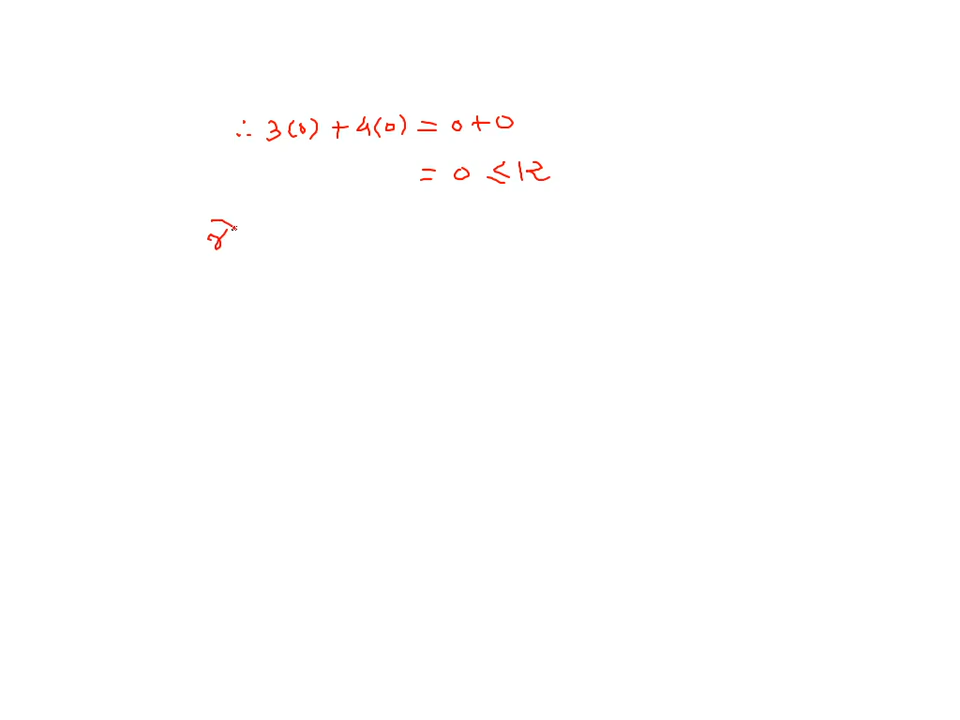 ∴ 3(0) + 4(0) = 0 + 0
= 0 ≤ 12